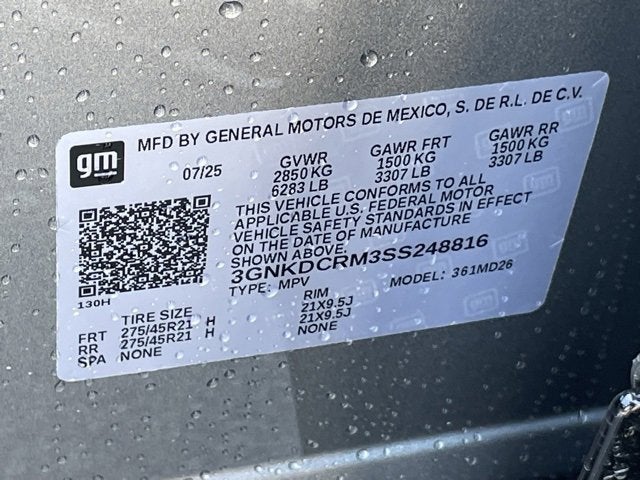 gm
MFD BY GENERAL MOTORS DE MEXICO, S. DE R.L. DE C.V.
07/25 GVWR GAWR FRT GAWR RR
2850 KG 1500 KG 1500 KG
6283 LB 3307 LB 3307 LB
THIS VEHICLE CONFORMS TO ALL
APPLICABLE U.S. FEDERAL MOTOR
VEHICLE SAFETY STANDARDS IN EFFECT
ON THE DATE OF MANUFACTURE
SHOWN ABOVE.
3GNKDCRM3SS248816
TYPE: MPV MODEL: 361MD26
130H
TIRE SIZE RIM
FRT 275/45R21 H 21X9.5J
RR 275/45R21 H 21X9.5J
SPA NONE NONE